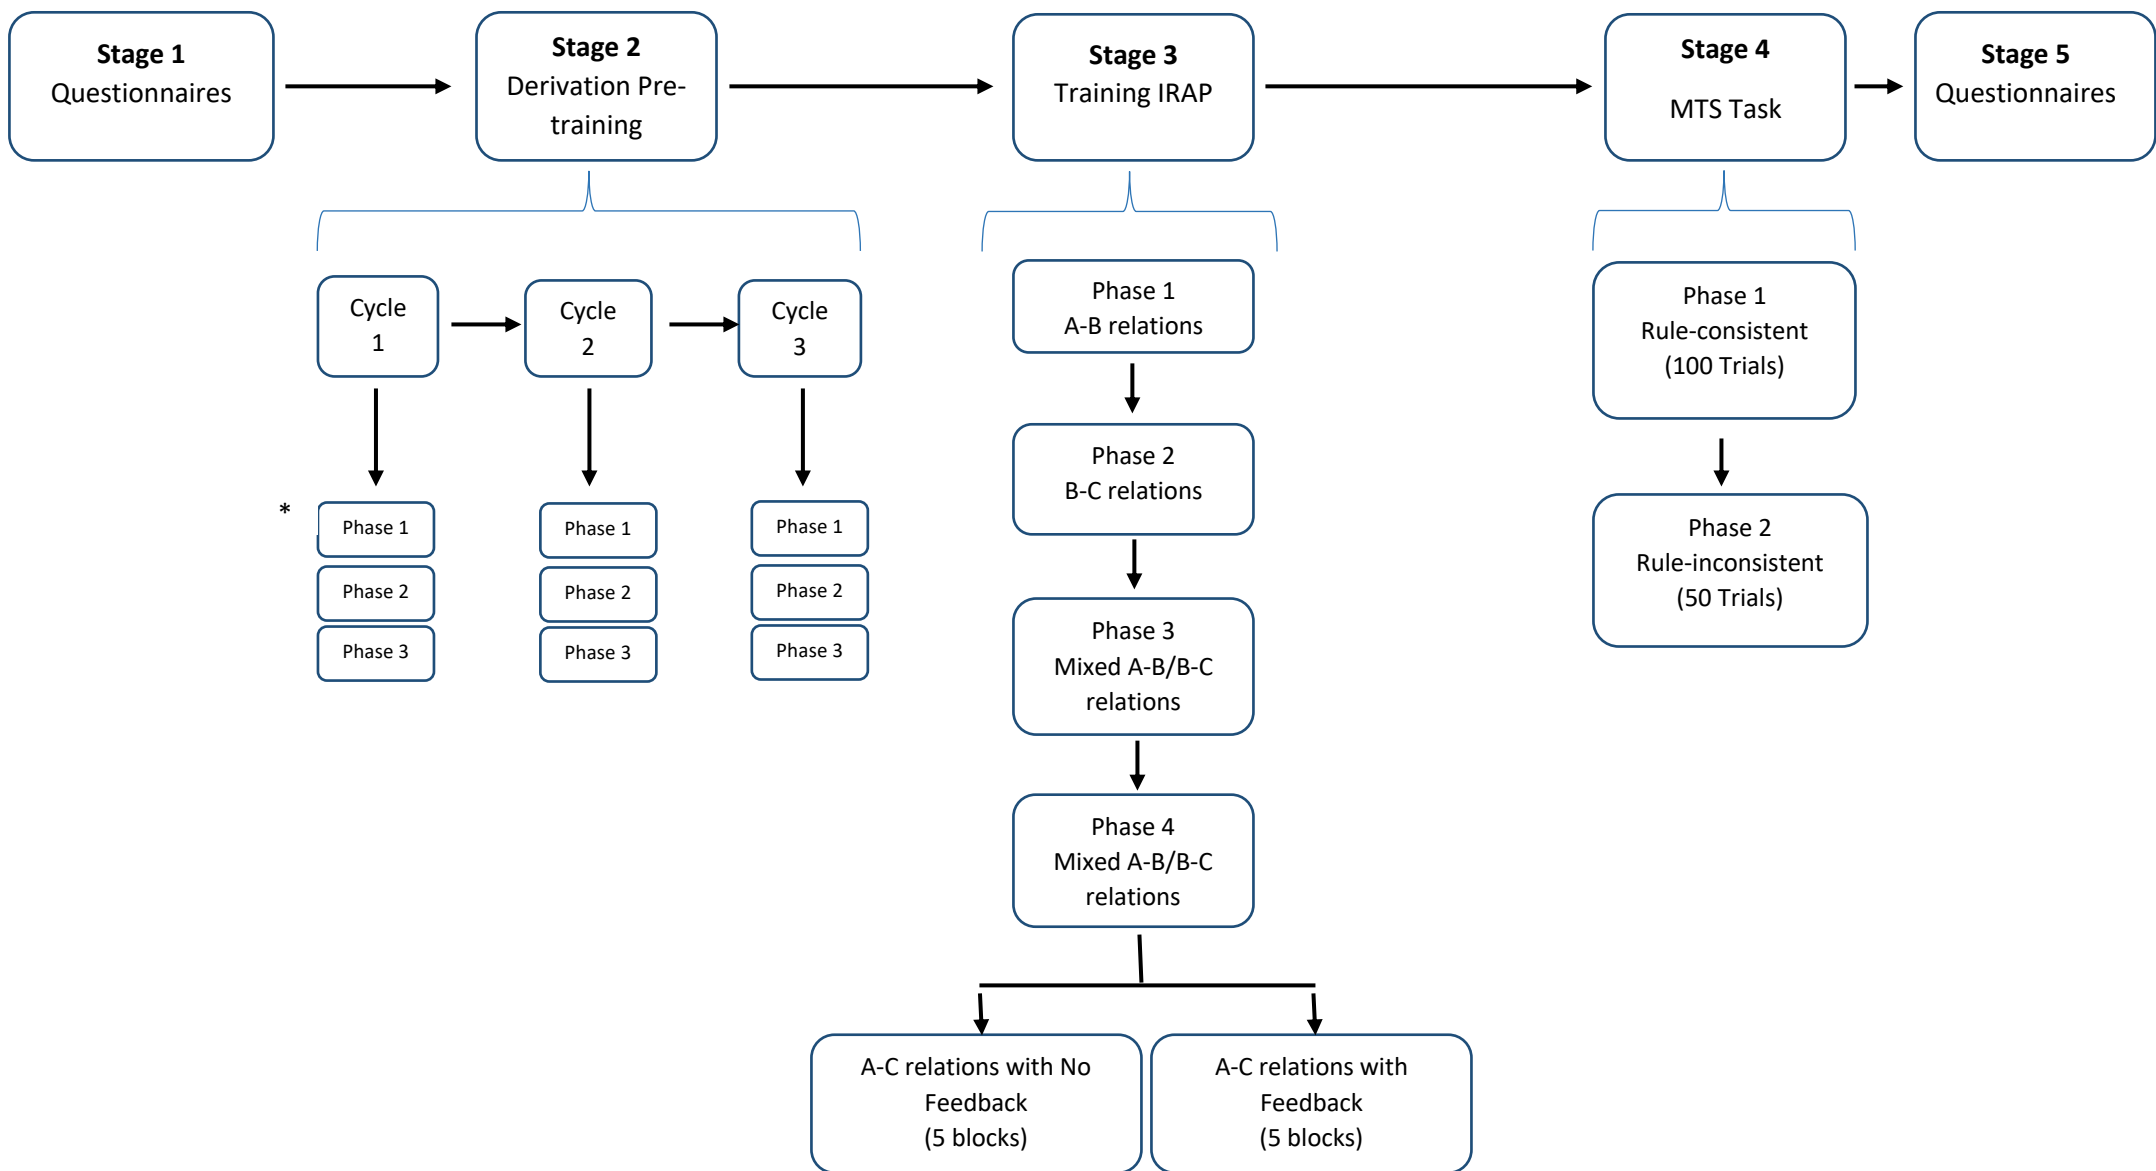 Stage 1
Questionnaires
Stage 2
Derivation Pre-
training
Stage 3
Training IRAP
Stage 4
MTS Task
Stage 5
Questionnaires
Cycle
1
Cycle
2
Cycle
3
*
Phase 1
Phase 2
Phase 3
Phase 1
Phase 2
Phase 3
Phase 1
Phase 2
Phase 3
Phase 1
A-B relations
Phase 2
B-C relations
Phase 3
Mixed A-B/B-C
relations
Phase 4
Mixed A-B/B-C
relations
A-C relations with No
Feedback
(5 blocks)
A-C relations with
Feedback
(5 blocks)
Phase 1
Rule-consistent
(100 Trials)
Phase 2
Rule-inconsistent
(50 Trials)